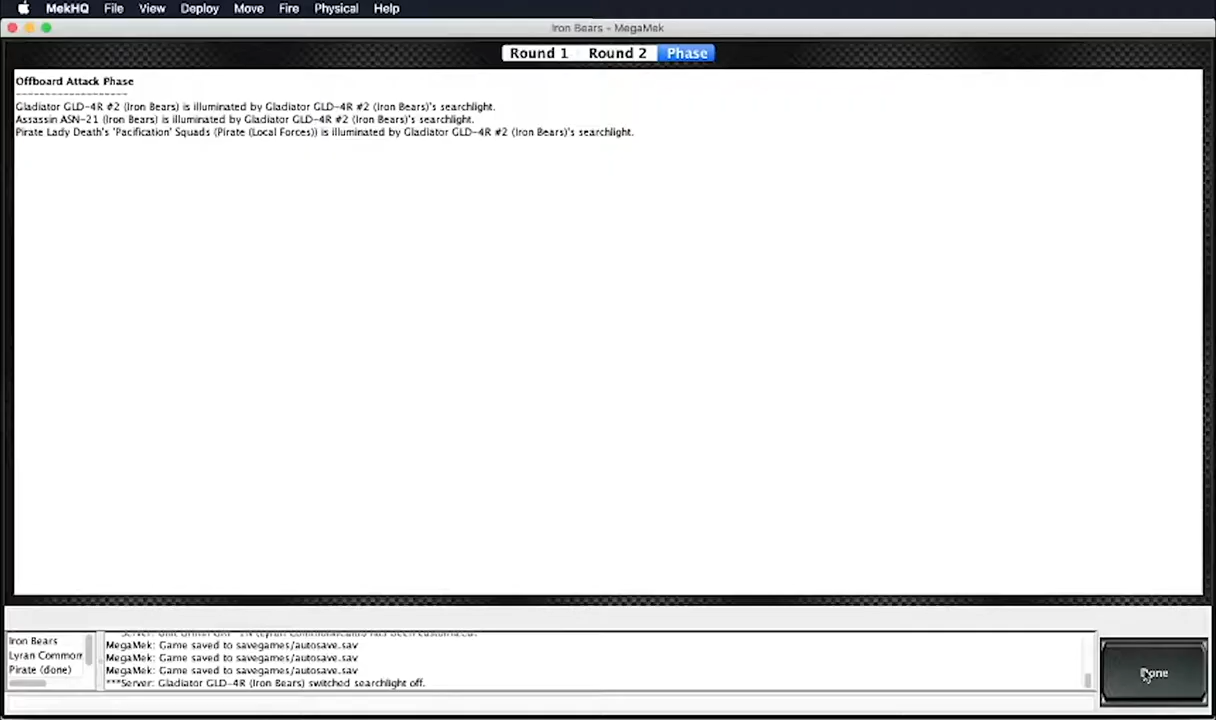 MekHQ File View Deploy Move Fire Physical Help
Iron Bears - MegaMek
Round 1 Round 2 Phase
Offboard Attack Phase
--------------------
Gladiator GLD-4R #2 (Iron Bears) is illuminated by Gladiator GLD-4R #2 (Iron Bears)'s searchlight.
Assassin ASN-21 (Iron Bears) is illuminated by Gladiator GLD-4R #2 (Iron Bears)'s searchlight.
Pirate Lady Death's 'Pacification' Squads (Pirate (Local Forces)) is illuminated by Gladiator GLD-4R #2 (Iron Bears)'s searchlight.
Iron Bears
Lyran Common
Pirate (done)
MegaMek: Game saved to savegames/autosave.sav
MegaMek: Game saved to savegames/autosave.sav
MegaMek: Game saved to savegames/autosave.sav
***Server: Gladiator GLD-4R (Iron Bears) switched searchlight off.
Done